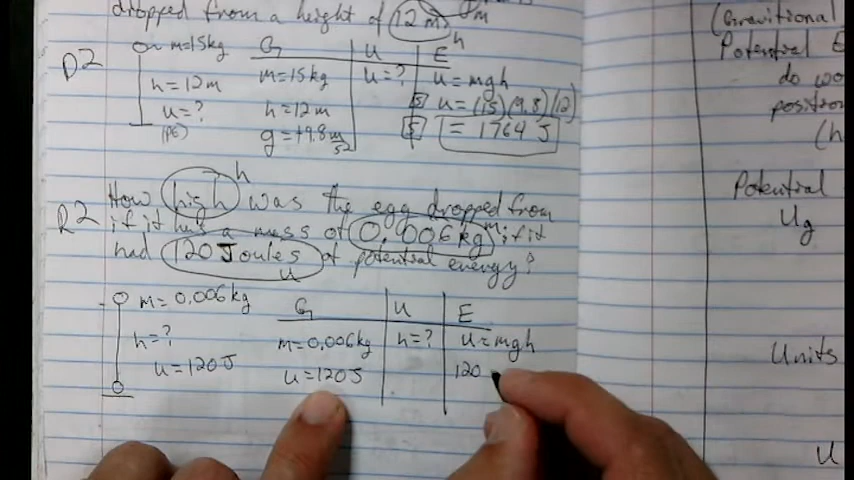 dropped from a height of 12 m
h
D2
m=15kg
h=12m
u=?
(PE)
G U E
m=15kg u=? u=mgh
h=12m u=(15)(9.8)(12)
g=+9.8 m/s2 = 1764 J
h
How high was the egg dropped from
R2 if it has a mass of 0.006kg m if it
had 120 Joules of potential energy?
u
m=0.006kg
h=?
u=120J
G U E
m=0.006kg h=? u=mgh
u=120J 120
(Gravitational
Potential E
do wo
position
(h
Potential
Ug
Units
U